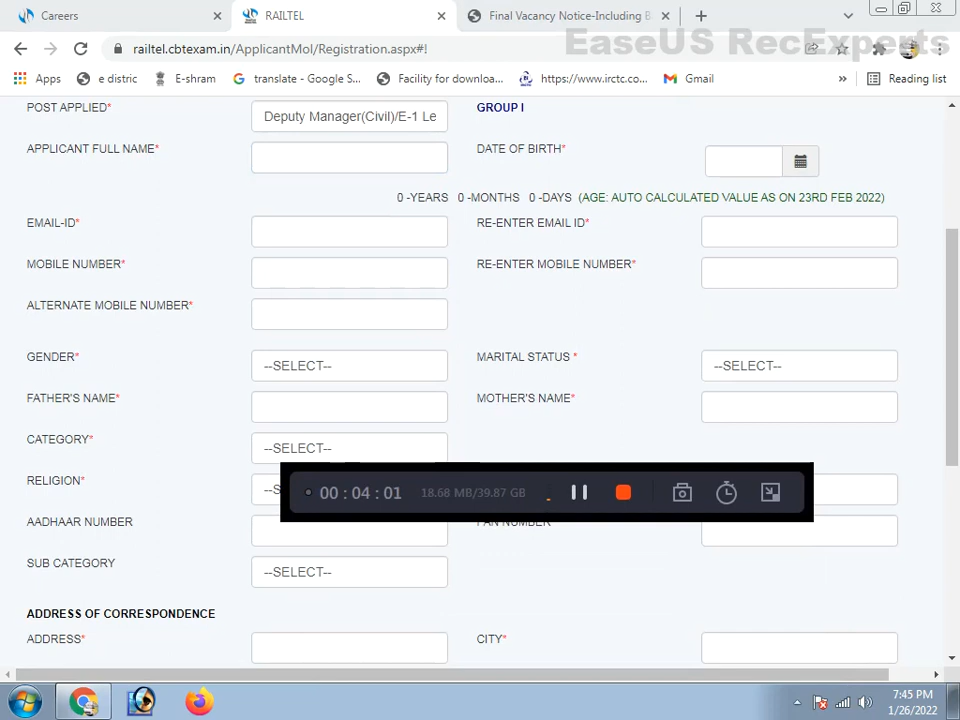 Careers
RAILTEL
Final Vacancy Notice-Including B
railtel.cbtexam.in/ApplicantMol/Registration.aspx#!
EaseUS RecExperts
Apps
e distric
E-shram
translate - Google S...
Facility for downloa...
https://www.irctc.co...
Gmail
»
Reading list
POST APPLIED*
Deputy Manager(Civil)/E-1 Le
GROUP I
APPLICANT FULL NAME*
DATE OF BIRTH*
0 -YEARS 0 -MONTHS 0 -DAYS (AGE: AUTO CALCULATED VALUE AS ON 23RD FEB 2022)
EMAIL-ID*
RE-ENTER EMAIL ID*
MOBILE NUMBER*
RE-ENTER MOBILE NUMBER*
ALTERNATE MOBILE NUMBER*
GENDER*
--SELECT--
MARITAL STATUS *
--SELECT--
FATHER'S NAME*
MOTHER'S NAME*
CATEGORY*
--SELECT--
RELIGION*
--S
00 : 04 : 01
18.68 MB/39.87 GB
AADHAAR NUMBER
PAN NUMBER
SUB CATEGORY
--SELECT--
ADDRESS OF CORRESPONDENCE
ADDRESS*
CITY*
7:45 PM
1/26/2022